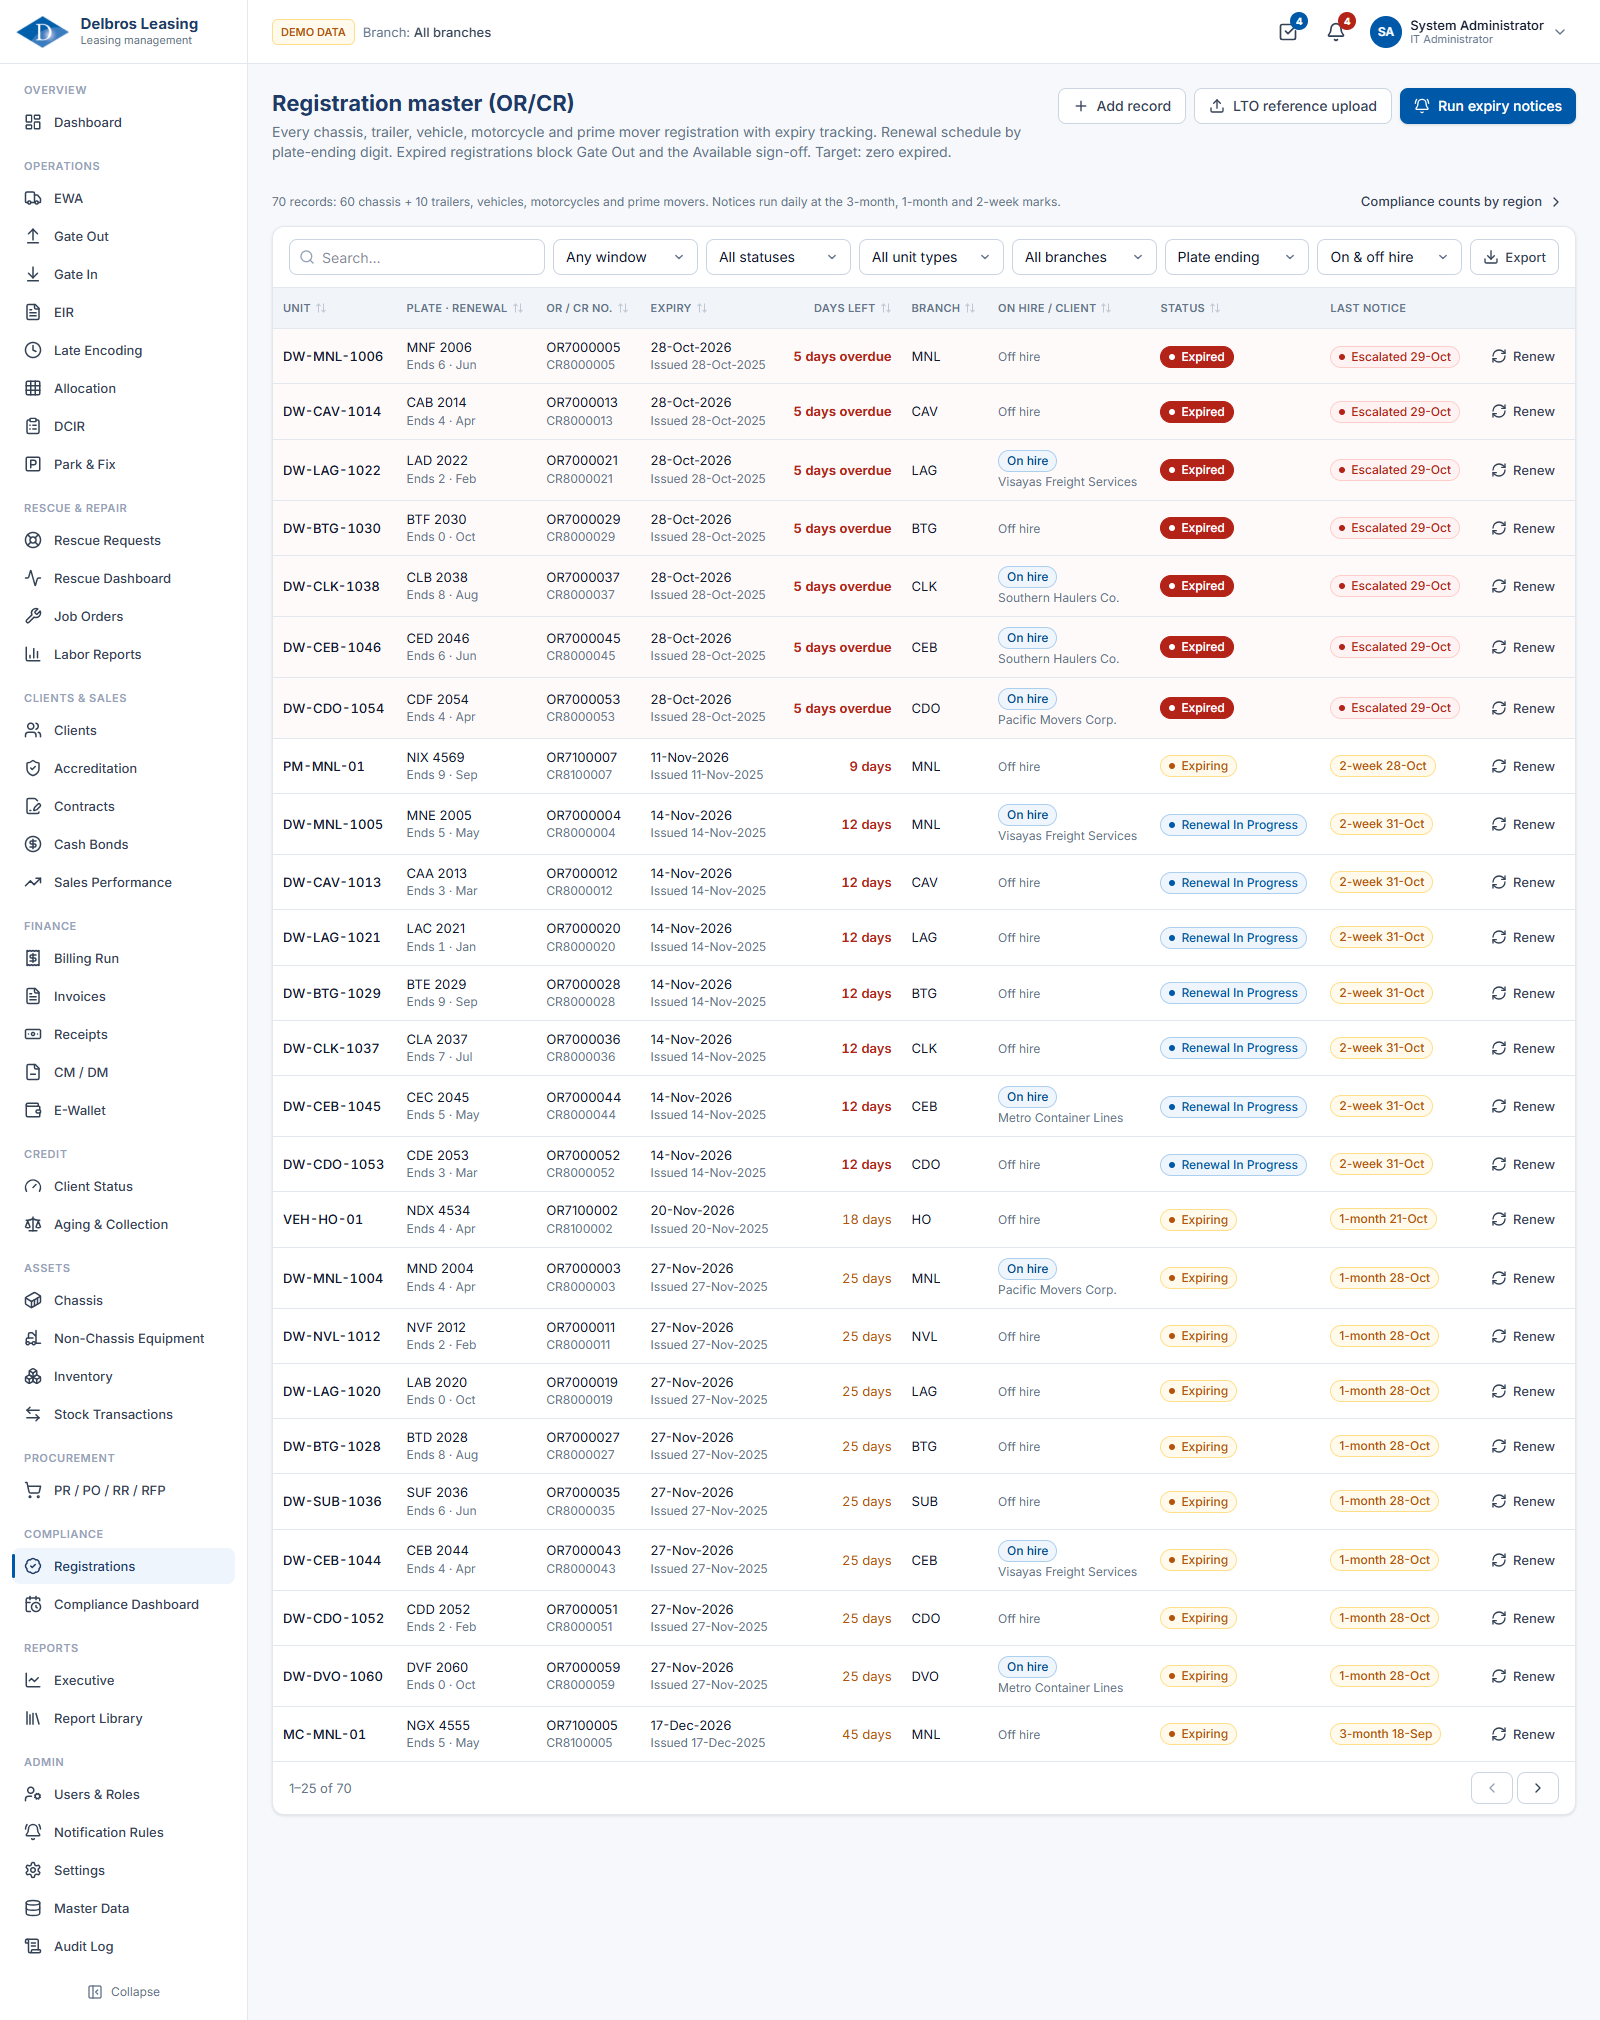 Delbros Leasing
Leasing management
DEMO DATA
Branch: All branches
4
4
SA
System Administrator
IT Administrator
OVERVIEW
Dashboard
OPERATIONS
EWA
Gate Out
Gate In
EIR
Late Encoding
Allocation
DCIR
Park & Fix
RESCUE & REPAIR
Rescue Requests
Rescue Dashboard
Job Orders
Labor Reports
CLIENTS & SALES
Clients
Accreditation
Contracts
Cash Bonds
Sales Performance
FINANCE
Billing Run
Invoices
Receipts
CM / DM
E-Wallet
CREDIT
Client Status
Aging & Collection
ASSETS
Chassis
Non-Chassis Equipment
Inventory
Stock Transactions
PROCUREMENT
PR / PO / RR / RFP
COMPLIANCE
Registrations
Compliance Dashboard
REPORTS
Executive
Report Library
ADMIN
Users & Roles
Notification Rules
Settings
Master Data
Audit Log
Collapse
Registration master (OR/CR)
Every chassis, trailer, vehicle, motorcycle and prime mover registration with expiry tracking. Renewal schedule by
plate-ending digit. Expired registrations block Gate Out and the Available sign-off. Target: zero expired.
Add record
LTO reference upload
Run expiry notices
70 records: 60 chassis + 10 trailers, vehicles, motorcycles and prime movers. Notices run daily at the 3-month, 1-month and 2-week marks.
Compliance counts by region
Search... Any window All statuses All unit types All branches Plate ending On & off hire Export
UNIT PLATE · RENEWAL OR / CR NO. EXPIRY DAYS LEFT BRANCH ON HIRE / CLIENT STATUS LAST NOTICE
DW-MNL-1006 MNF 2006 OR7000005 28-Oct-2026 5 days overdue MNL Off hire Expired Escalated 29-Oct Renew
Ends 6 · Jun CR8000005 Issued 28-Oct-2025
DW-CAV-1014 CAB 2014 OR7000013 28-Oct-2026 5 days overdue CAV Off hire Expired Escalated 29-Oct Renew
Ends 4 · Apr CR8000013 Issued 28-Oct-2025
DW-LAG-1022 LAD 2022 OR7000021 28-Oct-2026 5 days overdue LAG On hire Expired Escalated 29-Oct Renew
Ends 2 · Feb CR8000021 Issued 28-Oct-2025 Visayas Freight Services
DW-BTG-1030 BTF 2030 OR7000029 28-Oct-2026 5 days overdue BTG Off hire Expired Escalated 29-Oct Renew
Ends 0 · Oct CR8000029 Issued 28-Oct-2025
DW-CLK-1038 CLB 2038 OR7000037 28-Oct-2026 5 days overdue CLK On hire Expired Escalated 29-Oct Renew
Ends 8 · Aug CR8000037 Issued 28-Oct-2025 Southern Haulers Co.
DW-CEB-1046 CED 2046 OR7000045 28-Oct-2026 5 days overdue CEB On hire Expired Escalated 29-Oct Renew
Ends 6 · Jun CR8000045 Issued 28-Oct-2025 Southern Haulers Co.
DW-CDO-1054 CDF 2054 OR7000053 28-Oct-2026 5 days overdue CDO On hire Expired Escalated 29-Oct Renew
Ends 4 · Apr CR8000053 Issued 28-Oct-2025 Pacific Movers Corp.
PM-MNL-01 NIX 4569 OR7100007 11-Nov-2026 9 days MNL Off hire Expiring 2-week 28-Oct Renew
Ends 9 · Sep CR8100007 Issued 11-Nov-2025
DW-MNL-1005 MNE 2005 OR7000004 14-Nov-2026 12 days MNL On hire Renewal In Progress 2-week 31-Oct Renew
Ends 5 · May CR8000004 Issued 14-Nov-2025 Visayas Freight Services
DW-CAV-1013 CAA 2013 OR7000012 14-Nov-2026 12 days CAV Off hire Renewal In Progress 2-week 31-Oct Renew
Ends 3 · Mar CR8000012 Issued 14-Nov-2025
DW-LAG-1021 LAC 2021 OR7000020 14-Nov-2026 12 days LAG Off hire Renewal In Progress 2-week 31-Oct Renew
Ends 1 · Jan CR8000020 Issued 14-Nov-2025
DW-BTG-1029 BTE 2029 OR7000028 14-Nov-2026 12 days BTG Off hire Renewal In Progress 2-week 31-Oct Renew
Ends 9 · Sep CR8000028 Issued 14-Nov-2025
DW-CLK-1037 CLA 2037 OR7000036 14-Nov-2026 12 days CLK Off hire Renewal In Progress 2-week 31-Oct Renew
Ends 7 · Jul CR8000036 Issued 14-Nov-2025
DW-CEB-1045 CEC 2045 OR7000044 14-Nov-2026 12 days CEB On hire Renewal In Progress 2-week 31-Oct Renew
Ends 5 · May CR8000044 Issued 14-Nov-2025 Metro Container Lines
DW-CDO-1053 CDE 2053 OR7000052 14-Nov-2026 12 days CDO Off hire Renewal In Progress 2-week 31-Oct Renew
Ends 3 · Mar CR8000052 Issued 14-Nov-2025
VEH-HO-01 NDX 4534 OR7100002 20-Nov-2026 18 days HO Off hire Expiring 1-month 21-Oct Renew
Ends 4 · Apr CR8100002 Issued 20-Nov-2025
DW-MNL-1004 MND 2004 OR7000003 27-Nov-2026 25 days MNL On hire Expiring 1-month 28-Oct Renew
Ends 4 · Apr CR8000003 Issued 27-Nov-2025 Pacific Movers Corp.
DW-NVL-1012 NVF 2012 OR7000011 27-Nov-2026 25 days NVL Off hire Expiring 1-month 28-Oct Renew
Ends 2 · Feb CR8000011 Issued 27-Nov-2025
DW-LAG-1020 LAB 2020 OR7000019 27-Nov-2026 25 days LAG Off hire Expiring 1-month 28-Oct Renew
Ends 0 · Oct CR8000019 Issued 27-Nov-2025
DW-BTG-1028 BTD 2028 OR7000027 27-Nov-2026 25 days BTG Off hire Expiring 1-month 28-Oct Renew
Ends 8 · Aug CR8000027 Issued 27-Nov-2025
DW-SUB-1036 SUF 2036 OR7000035 27-Nov-2026 25 days SUB Off hire Expiring 1-month 28-Oct Renew
Ends 6 · Jun CR8000035 Issued 27-Nov-2025
DW-CEB-1044 CEB 2044 OR7000043 27-Nov-2026 25 days CEB On hire Expiring 1-month 28-Oct Renew
Ends 4 · Apr CR8000043 Issued 27-Nov-2025 Visayas Freight Services
DW-CDO-1052 CDD 2052 OR7000051 27-Nov-2026 25 days CDO Off hire Expiring 1-month 28-Oct Renew
Ends 2 · Feb CR8000051 Issued 27-Nov-2025
DW-DVO-1060 DVF 2060 OR7000059 27-Nov-2026 25 days DVO On hire Expiring 1-month 28-Oct Renew
Ends 0 · Oct CR8000059 Issued 27-Nov-2025 Metro Container Lines
MC-MNL-01 NGX 4555 OR7100005 17-Dec-2026 45 days MNL Off hire Expiring 3-month 18-Sep Renew
Ends 5 · May CR8100005 Issued 17-Dec-2025
1–25 of 70